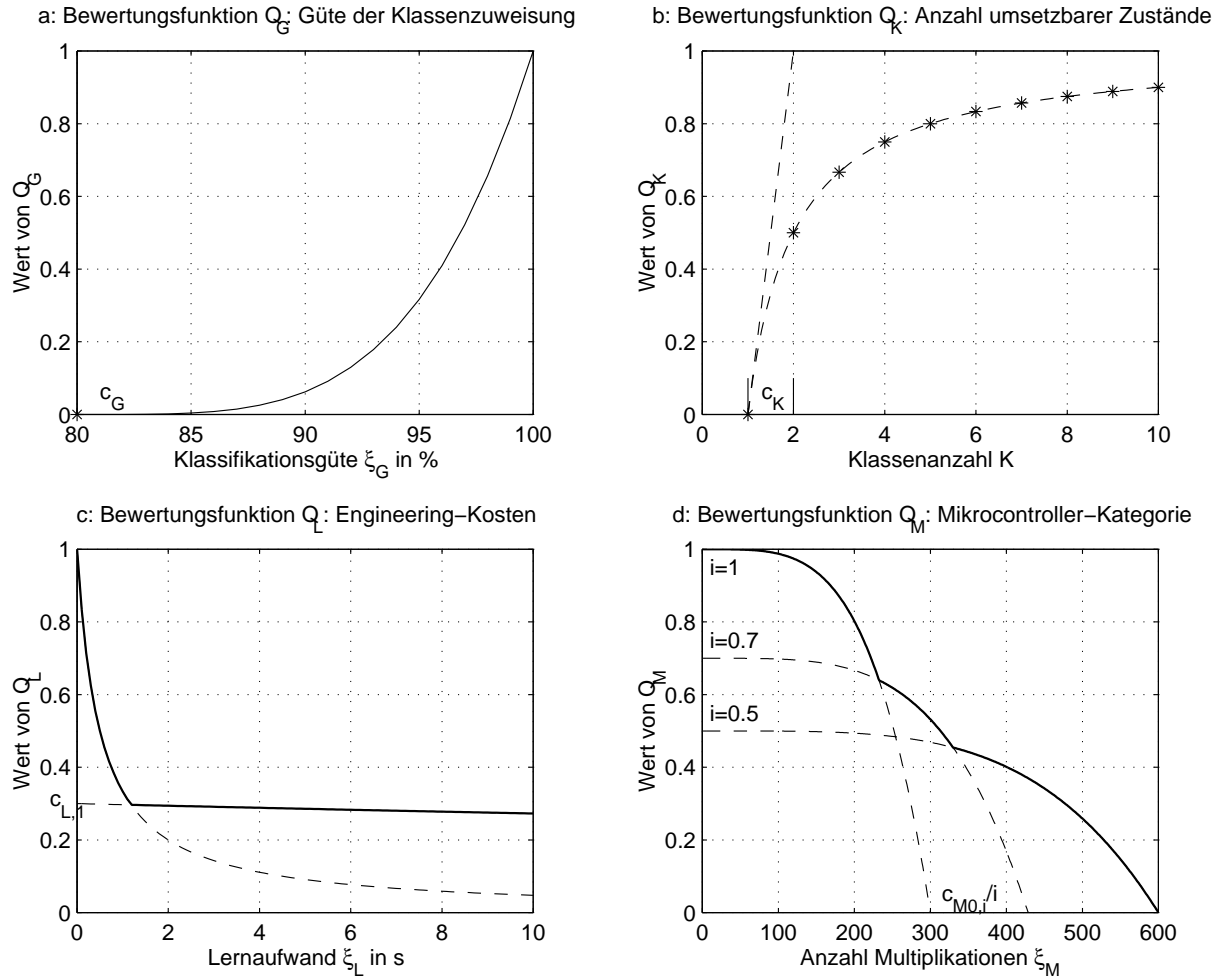 a: Bewertungsfunktion Q_G: Güte der Klassenzuweisung
1
0.8
0.6
0.4
0.2
0
Wert von Q_G
c_G
80
85
90
95
100
Klassifikationsgüte ξ_G in %
b: Bewertungsfunktion Q_K: Anzahl umsetzbarer Zustände
1
0.8
0.6
0.4
0.2
0
Wert von Q_K
c_K
0
2
4
6
8
10
Klassenanzahl K
c: Bewertungsfunktion Q_L: Engineering−Kosten
1
0.8
0.6
0.4
0.2
0
Wert von Q_L
c_L,1
0
2
4
6
8
10
Lernaufwand ξ_L in s
d: Bewertungsfunktion Q_M: Mikrocontroller−Kategorie
1
0.8
0.6
0.4
0.2
0
Wert von Q_M
i=1
i=0.7
i=0.5
c_M0,i/i
0
100
200
300
400
500
600
Anzahl Multiplikationen ξ_M